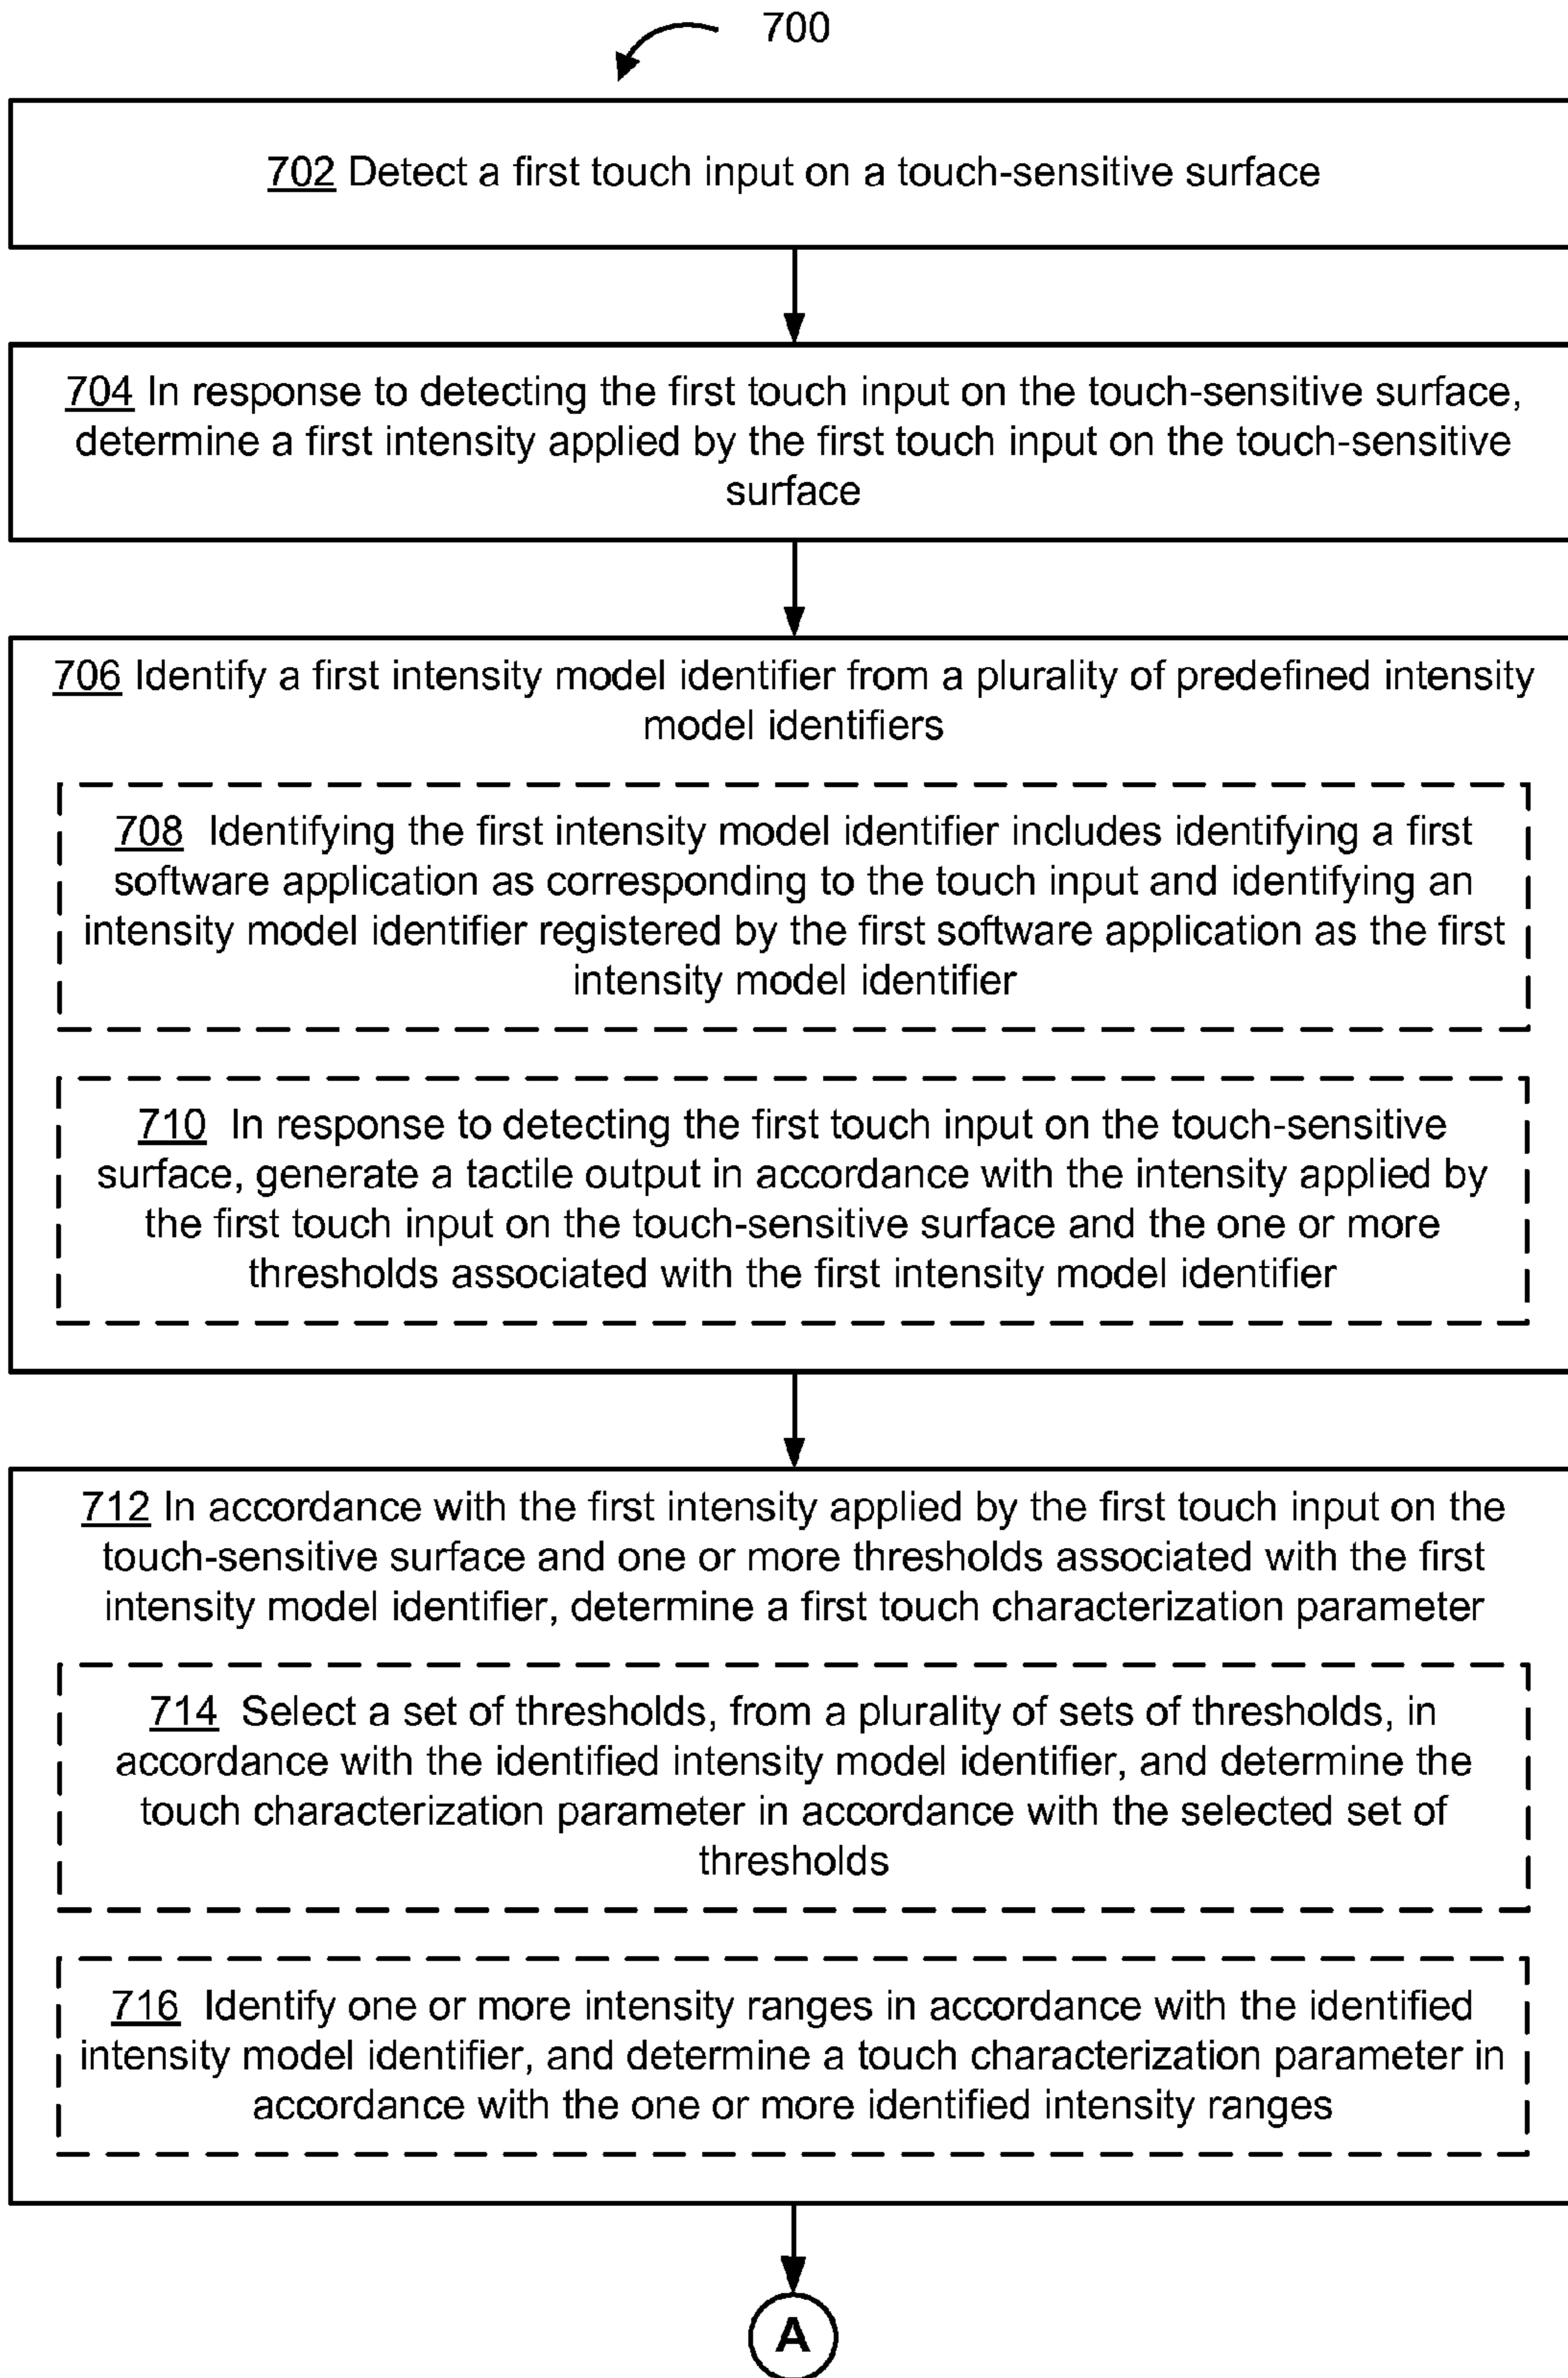 700
702 Detect a first touch input on a touch-sensitive surface
704 In response to detecting the first touch input on the touch-sensitive surface,
determine a first intensity applied by the first touch input on the touch-sensitive
surface
706 Identify a first intensity model identifier from a plurality of predefined intensity
model identifiers
708 Identifying the first intensity model identifier includes identifying a first
software application as corresponding to the touch input and identifying an
intensity model identifier registered by the first software application as the first
intensity model identifier
710 In response to detecting the first touch input on the touch-sensitive
surface, generate a tactile output in accordance with the intensity applied by
the first touch input on the touch-sensitive surface and the one or more
thresholds associated with the first intensity model identifier
712 In accordance with the first intensity applied by the first touch input on the
touch-sensitive surface and one or more thresholds associated with the first
intensity model identifier, determine a first touch characterization parameter
714 Select a set of thresholds, from a plurality of sets of thresholds, in
accordance with the identified intensity model identifier, and determine the
touch characterization parameter in accordance with the selected set of
thresholds
716 Identify one or more intensity ranges in accordance with the identified
intensity model identifier, and determine a touch characterization parameter in
accordance with the one or more identified intensity ranges
A